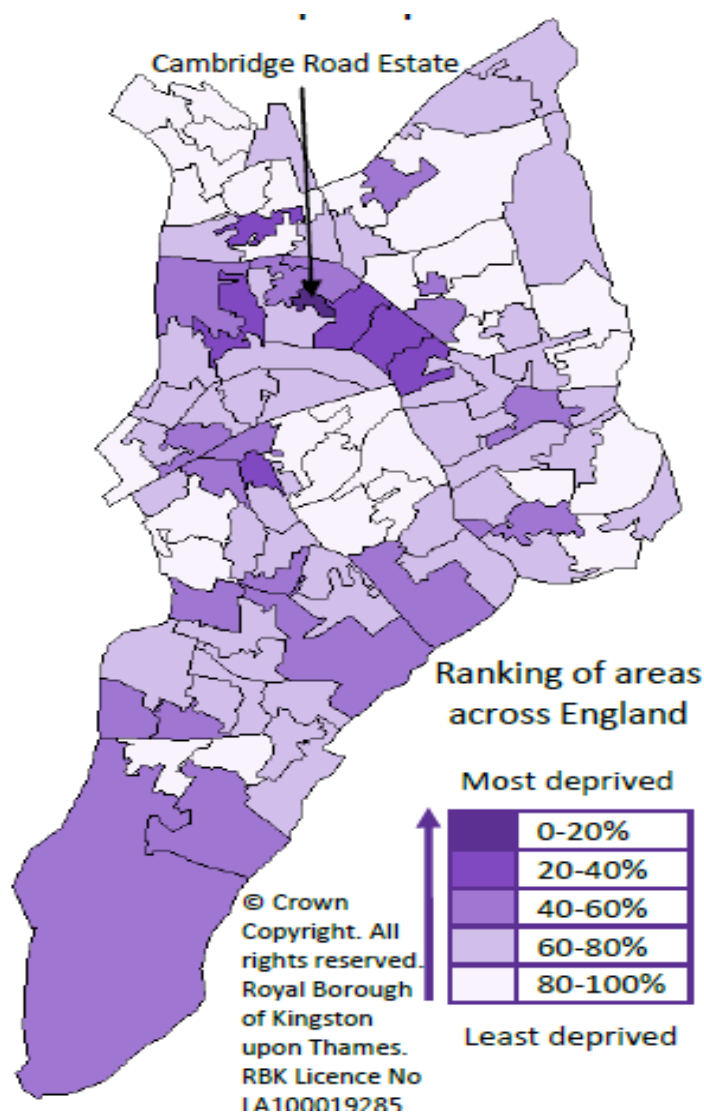 Cambridge Road Estate
Ranking of areas
across England
Most deprived
0-20%
20-40%
40-60%
60-80%
80-100%
Least deprived
© Crown
Copyright. All
rights reserved.
Royal Borough
of Kingston
upon Thames.
RBK Licence No
LA100019285